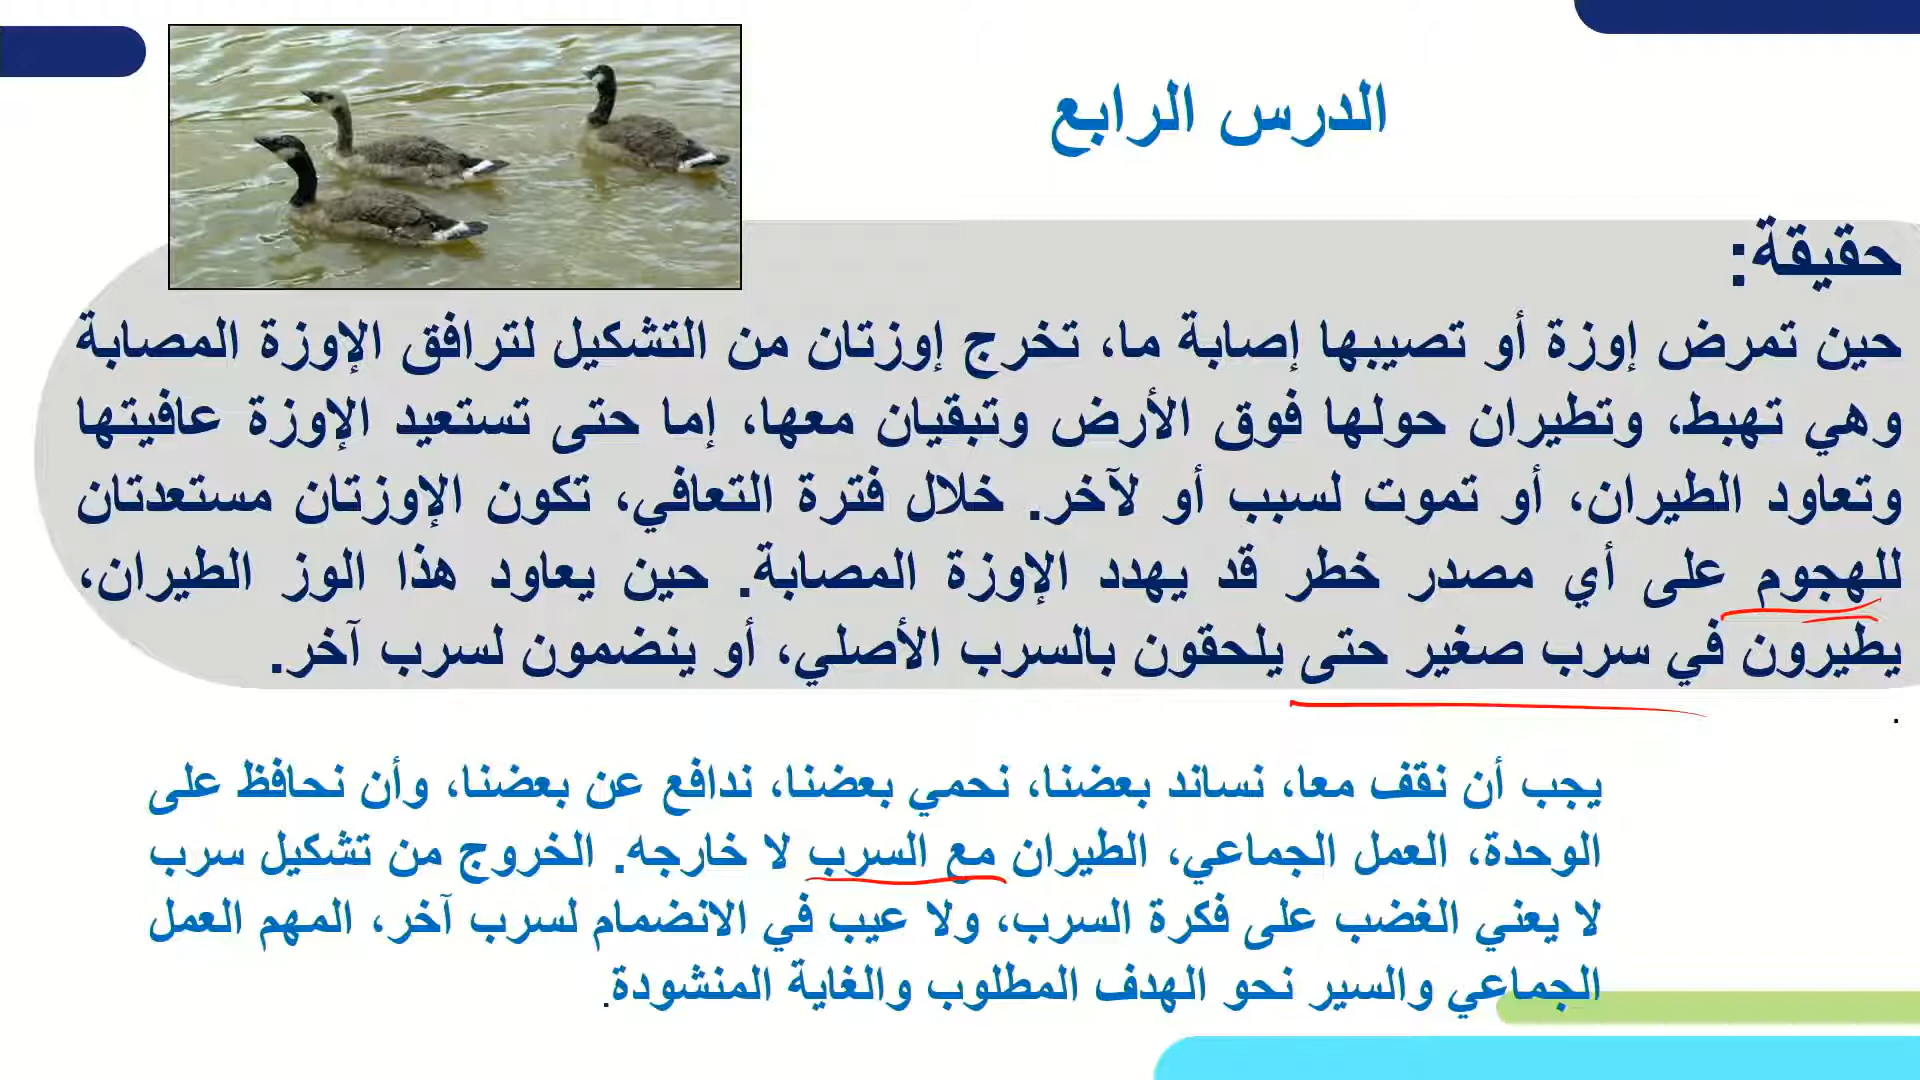 الدرس الرابع
حقيقة:
حين تمرض إوزة أو تصيبها إصابة ما، تخرج إوزتان من التشكيل لترافق الإوزة المصابة
وهي تهبط، وتطيران حولها فوق الأرض وتبقيان معها، إما حتى تستعيد الإوزة عافيتها
وتعاود الطيران، أو تموت لسبب أو لآخر. خلال فترة التعافي، تكون الإوزتان مستعدتان
للهجوم على أي مصدر خطر قد يهدد الإوزة المصابة. حين يعاود هذا الوز الطيران،
يطيرون في سرب صغير حتى يلحقون بالسرب الأصلي، أو ينضمون لسرب آخر.
.
يجب أن نقف معا، نساند بعضنا، نحمي بعضنا، ندافع عن بعضنا، وأن نحافظ على
الوحدة، العمل الجماعي، الطيران مع السرب لا خارجه. الخروج من تشكيل سرب
لا يعني الغضب على فكرة السرب، ولا عيب في الانضمام لسرب آخر، المهم العمل
الجماعي والسير نحو الهدف المطلوب والغاية المنشودة.